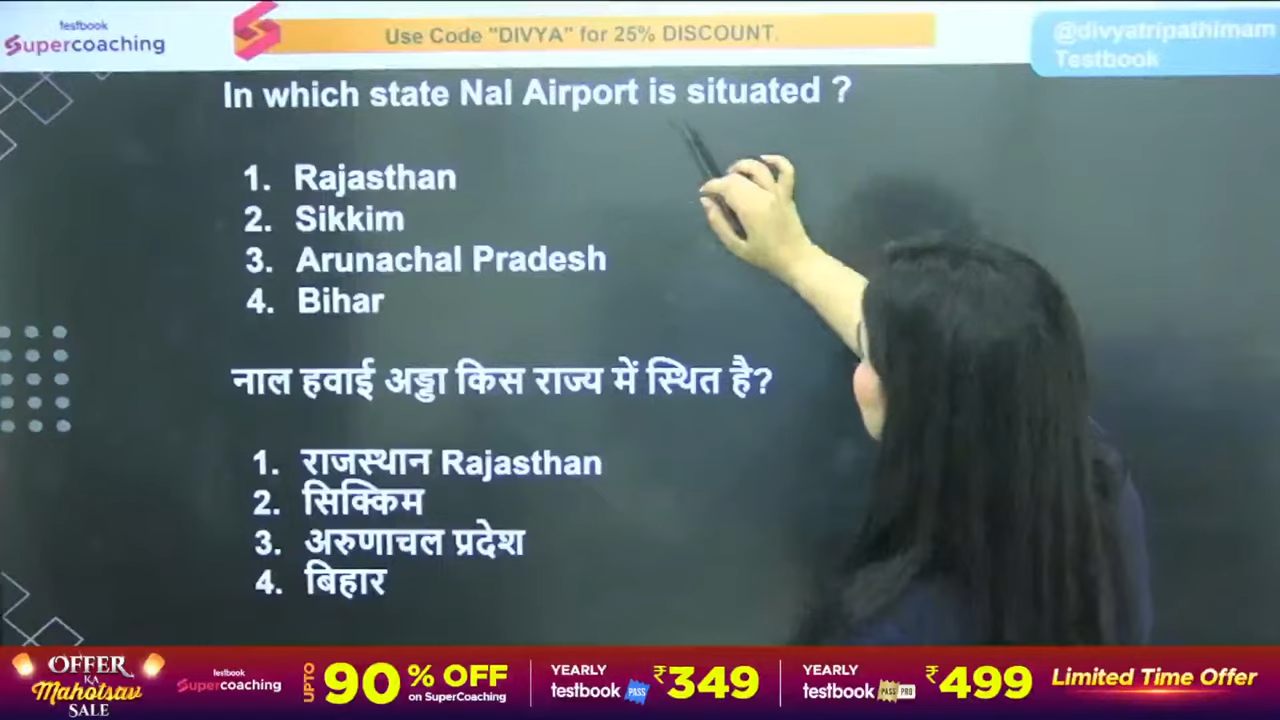 testbook
Supercoaching
Use Code "DIVYA" for 25% DISCOUNT.
@divyatripathimam
Testbook
In which state Nal Airport is situated ?
1. Rajasthan
2. Sikkim
3. Arunachal Pradesh
4. Bihar
नाल हवाई अड्डा किस राज्य में स्थित है?
1. राजस्थान Rajasthan
2. सिक्किम
3. अरुणाचल प्रदेश
4. बिहार
OFFER
KA
Mahotsav
SALE
testbook
Supercoaching
UPTO
90% OFF
on SuperCoaching
YEARLY
testbook PASS
₹349
YEARLY
testbook PASS PRO
₹499
Limited Time Offer